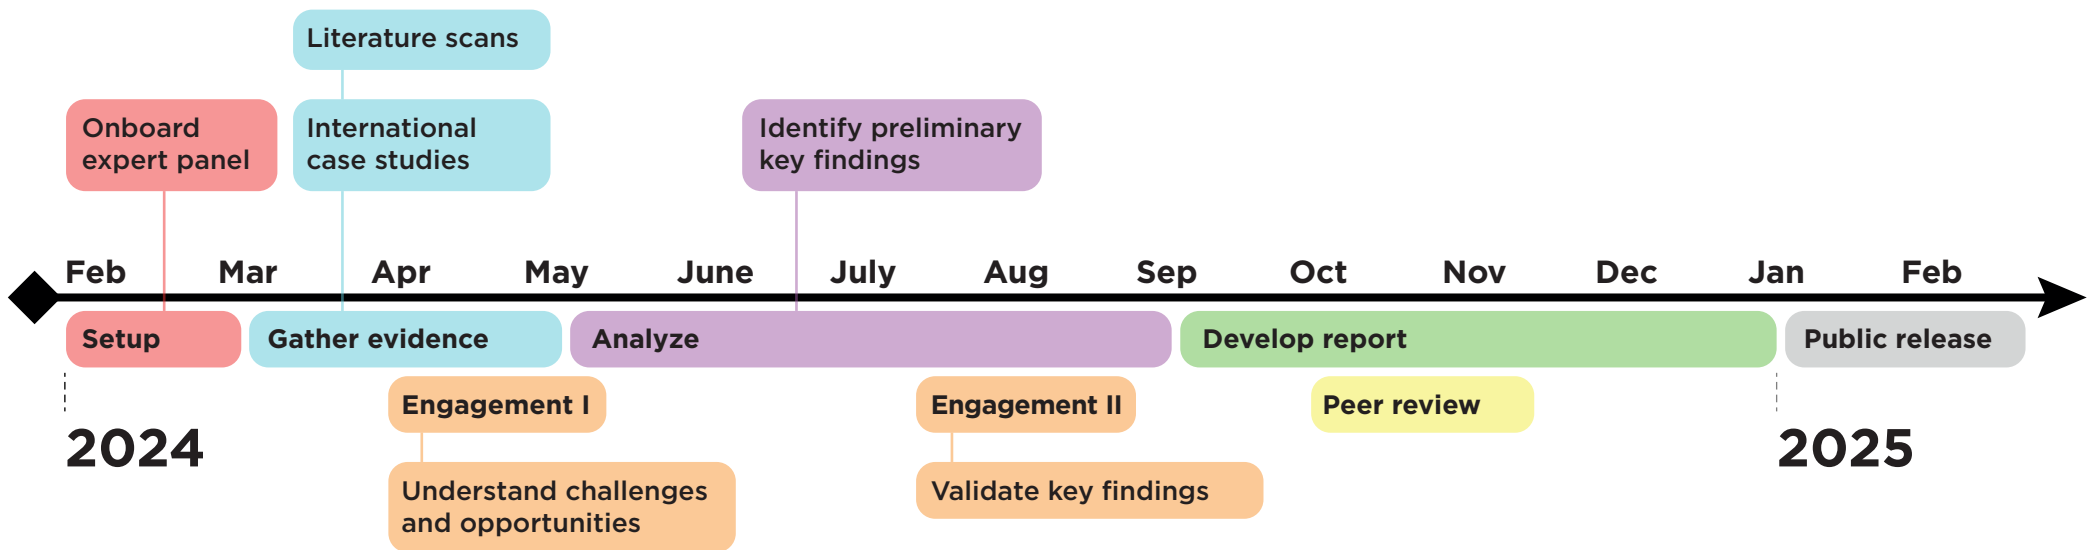 Literature scans
Onboard
expert panel
International
case studies
Identify preliminary
key findings
Feb Mar Apr May June July Aug Sep Oct Nov Dec Jan Feb
Setup Gather evidence Analyze Develop report Public release
Engagement I Engagement II Peer review
2024 2025
Understand challenges
and opportunities
Validate key findings